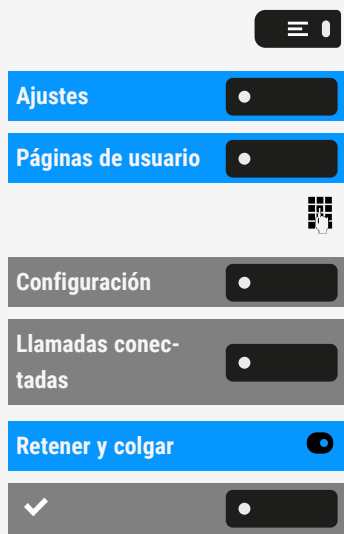 Ajustes
Páginas de usuario
Configuración
Llamadas conec-
tadas
Retener y colgar